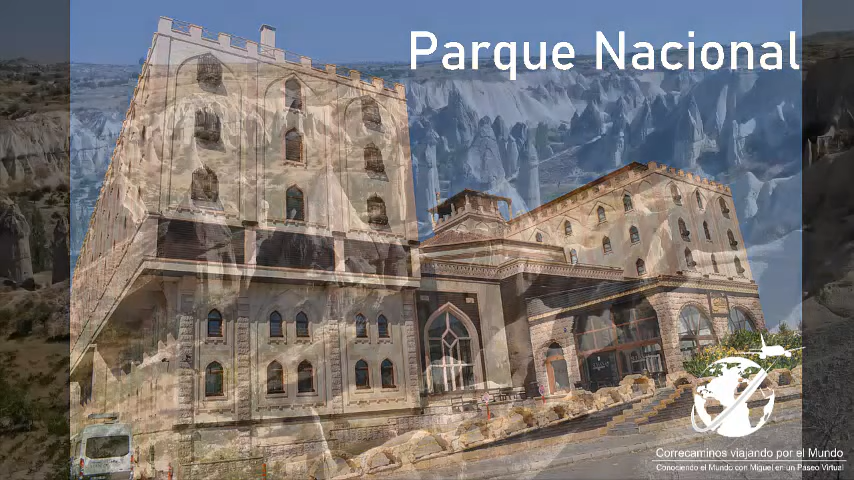 Parque Nacional
Correcaminos viajando por el Mundo
Conociendo el Mundo con Miguel en un Paseo Virtual